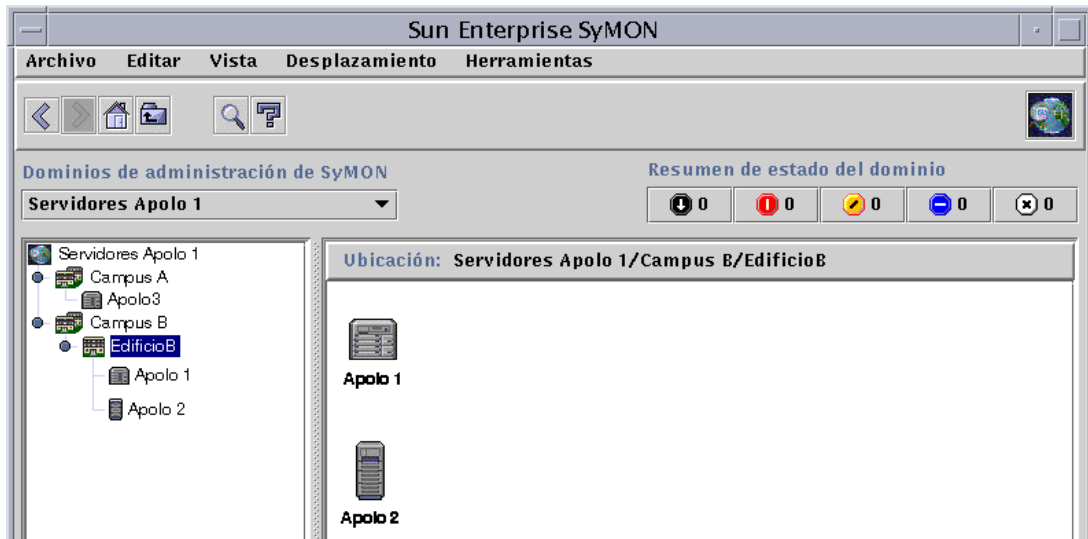 Sun Enterprise SyMON
Archivo Editar Vista Desplazamiento Herramientas
Dominios de administración de SyMON
Resumen de estado del dominio
Servidores Apolo 1
0 0 0 0 0
Servidores Apolo 1
Campus A
Apolo3
Campus B
EdificioB
Apolo 1
Apolo 2
Ubicación: Servidores Apolo 1/Campus B/EdificioB
Apolo 1
Apolo 2